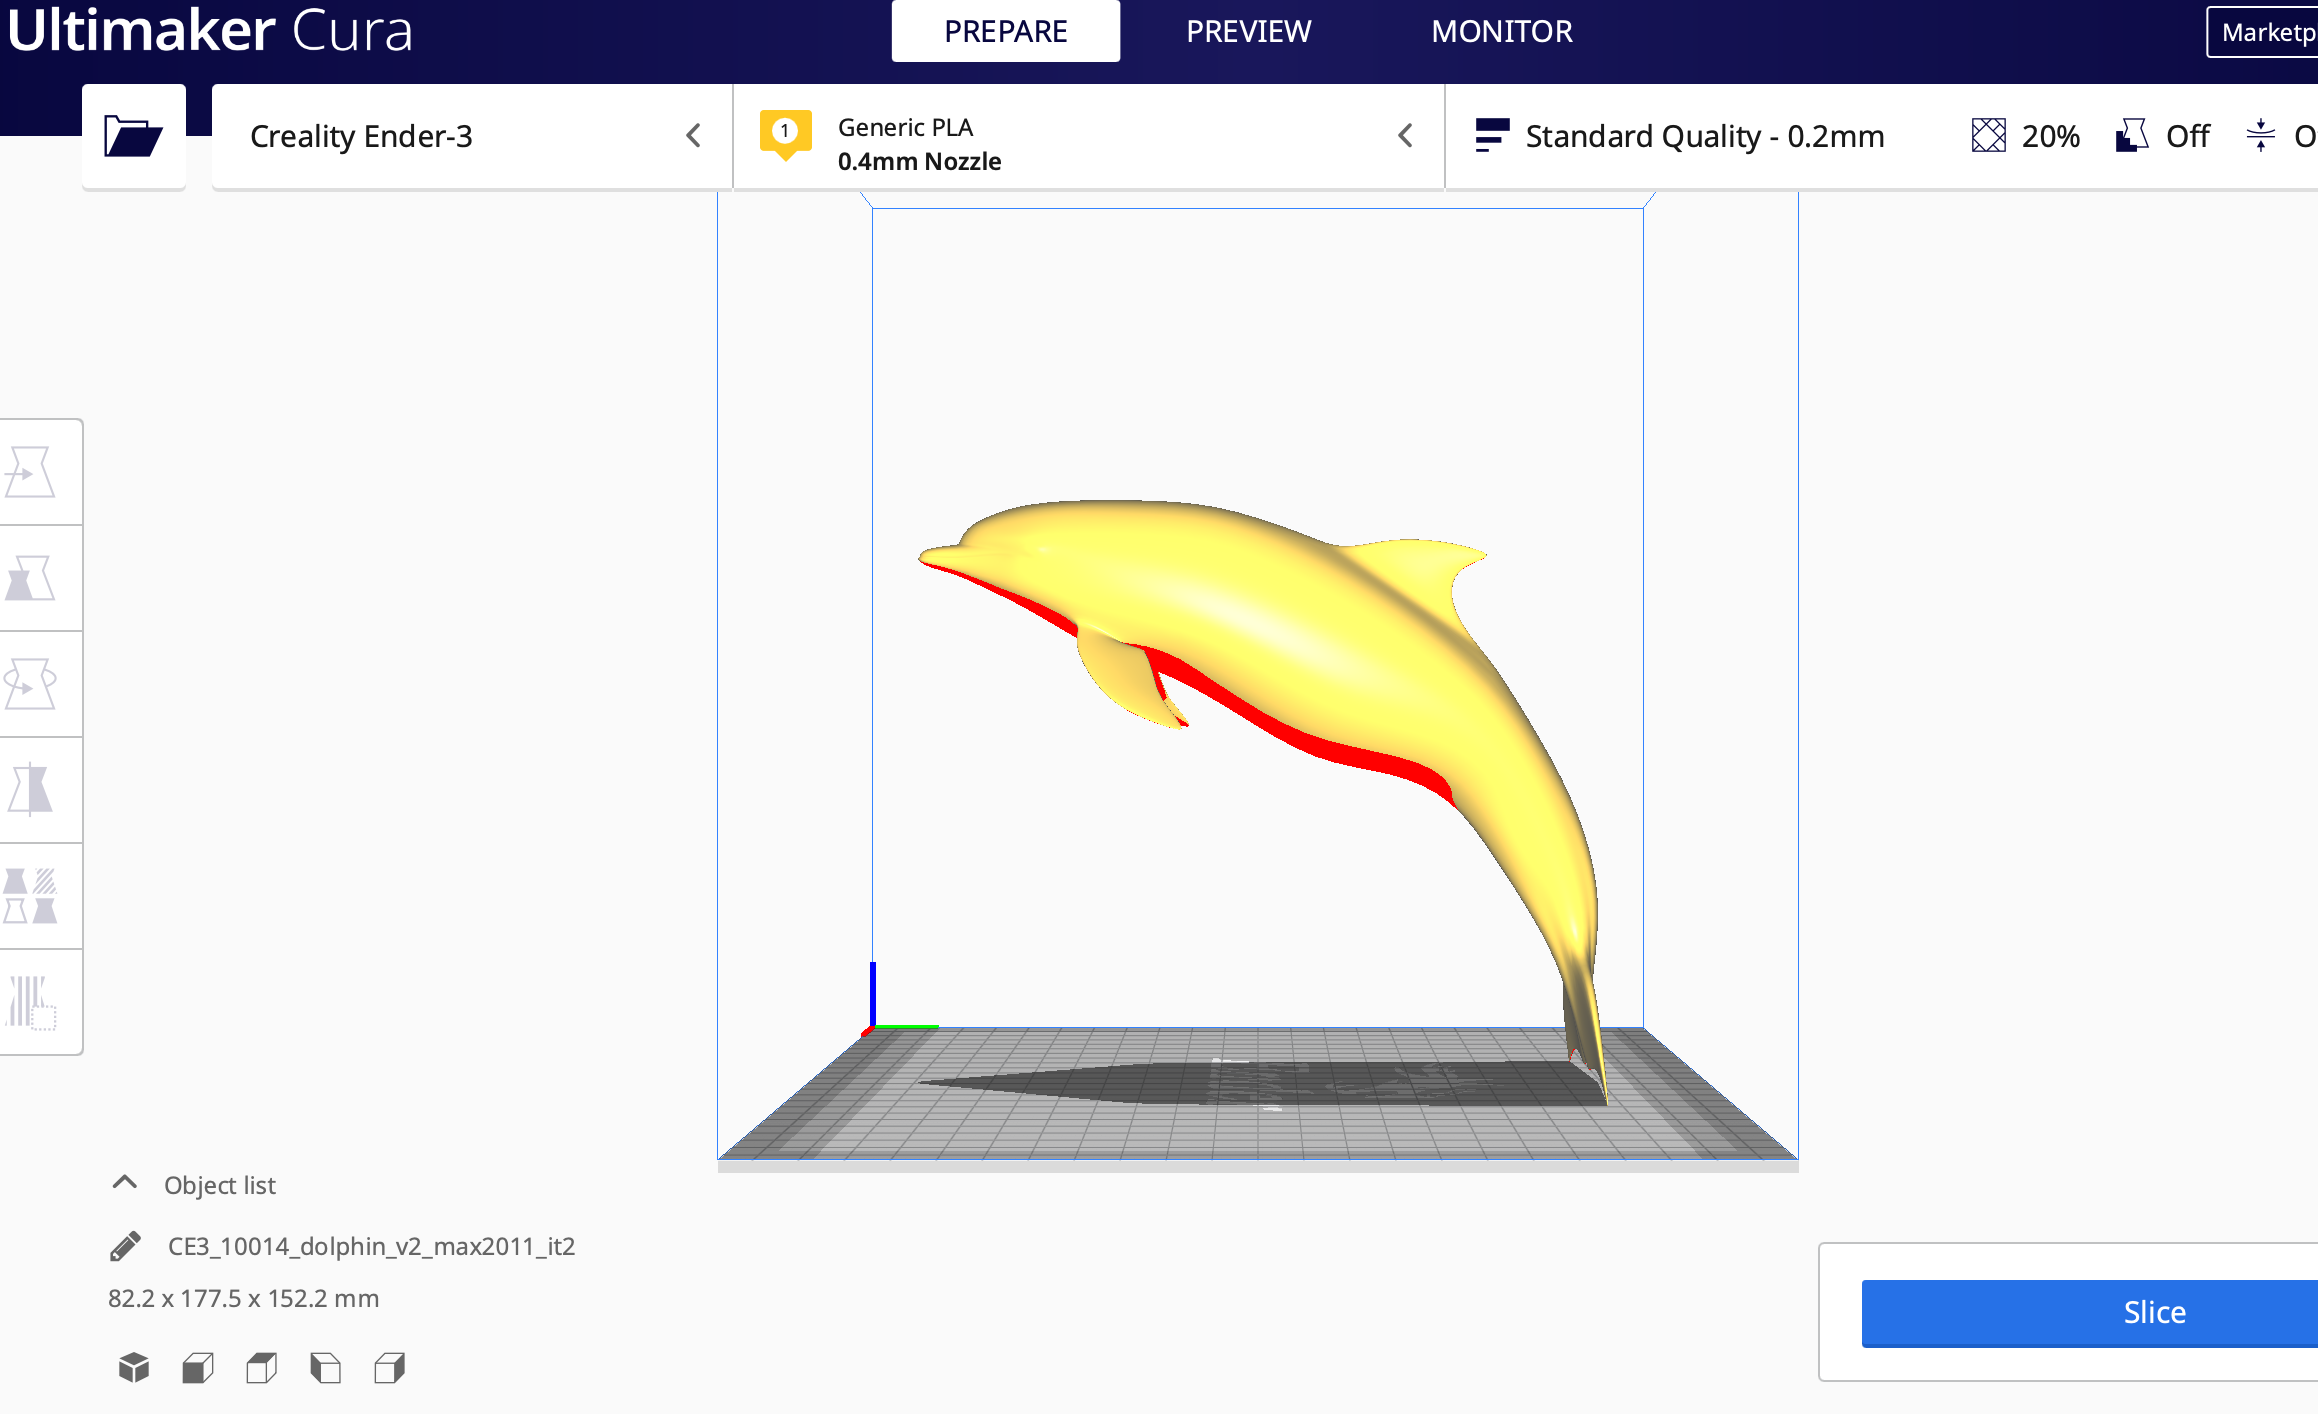 Ultimaker Cura
PREPARE
PREVIEW
MONITOR
Marketp
Creality Ender-3
1
Generic PLA
0.4mm Nozzle
Standard Quality - 0.2mm
20%
Off
O
Object list
CE3_10014_dolphin_v2_max2011_it2
82.2 x 177.5 x 152.2 mm
Slice